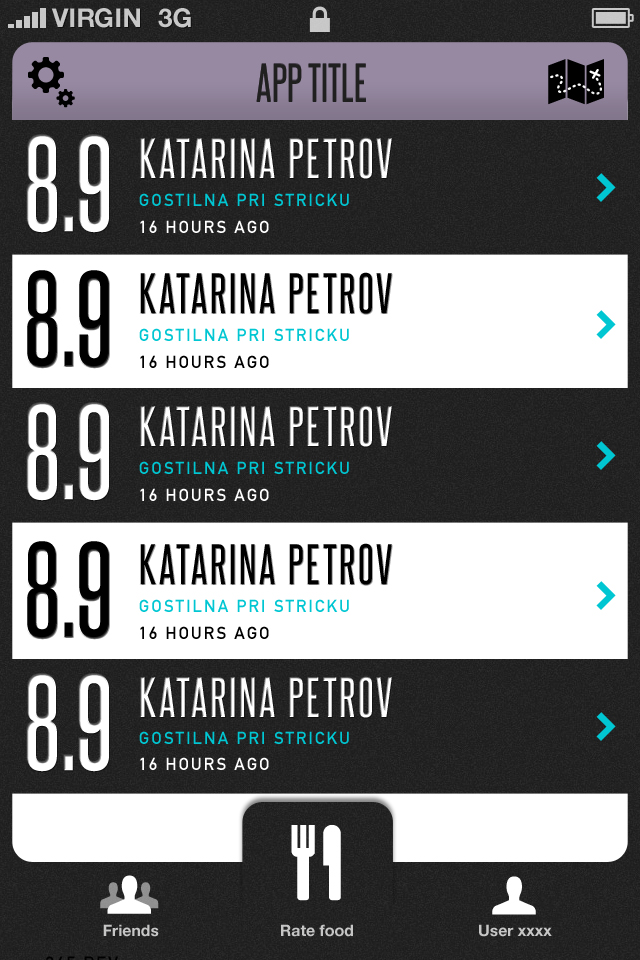 VIRGIN 3G
APP TITLE
8.9
KATARINA PETROV
GOSTILNA PRI STRICKU
16 HOURS AGO
8.9
KATARINA PETROV
GOSTILNA PRI STRICKU
16 HOURS AGO
8.9
KATARINA PETROV
GOSTILNA PRI STRICKU
16 HOURS AGO
8.9
KATARINA PETROV
GOSTILNA PRI STRICKU
16 HOURS AGO
8.9
KATARINA PETROV
GOSTILNA PRI STRICKU
16 HOURS AGO
Friends
Rate food
User xxxx